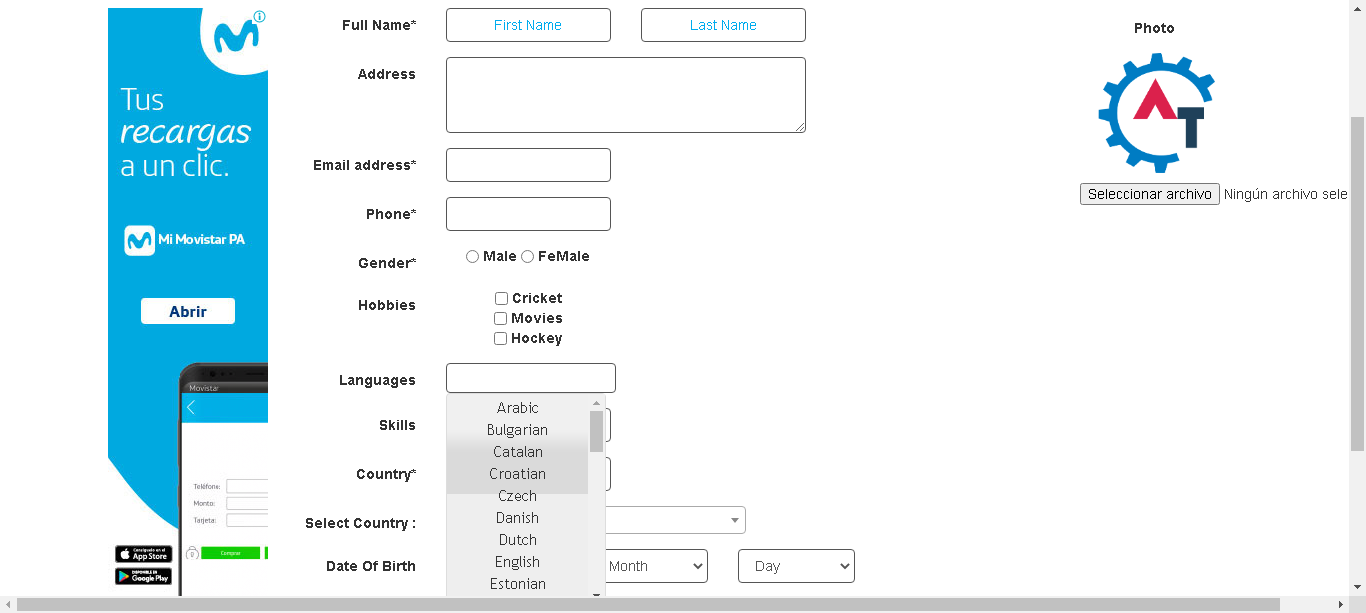 Tus
recargas
a un clic.
Mi Movistar PA
Abrir
Movistar
Teléfono:
Monto:
Tarjeta:
Comprar
Consíguelo en el
App Store
DISPONIBLE EN
Google Play
Full Name*
First Name
Last Name
Address
Email address*
Phone*
Gender*
Male
FeMale
Hobbies
Cricket
Movies
Hockey
Languages
Arabic
Bulgarian
Catalan
Croatian
Czech
Danish
Dutch
English
Estonian
Skills
Country*
Select Country :
Date Of Birth
Month
Day
Photo
AT
Seleccionar archivo
Ningún archivo sele